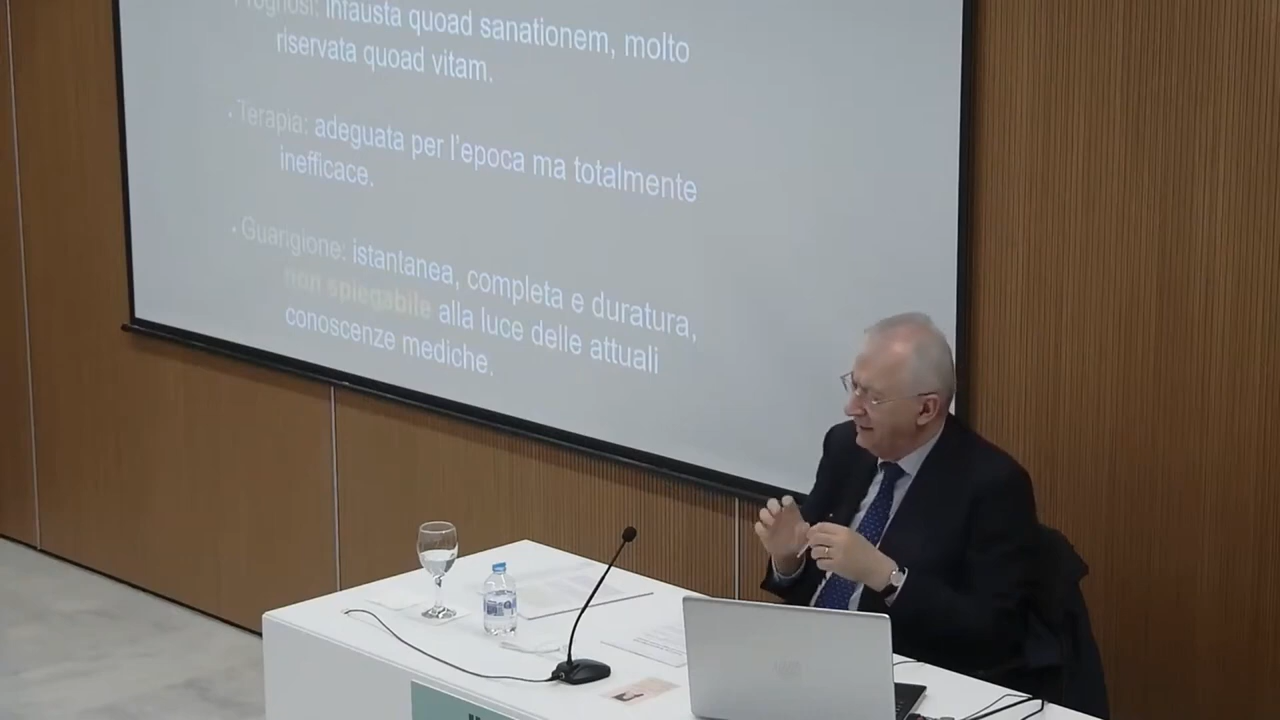 Prognosi: infausta quoad sanationem, molto
riservata quoad vitam.
• Terapia: adeguata per l'epoca ma totalmente
inefficace.
• Guarigione: istantanea, completa e duratura,
non spiegabile alla luce delle attuali
conoscenze mediche.